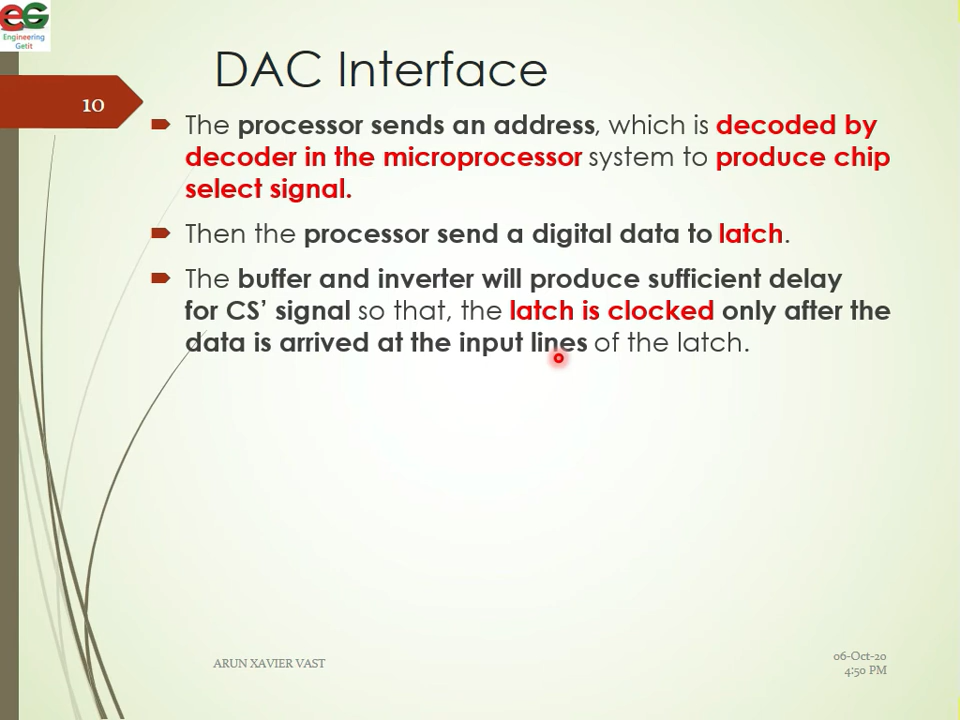 EG
Engineering
Getit
DAC Interface
10
The processor sends an address, which is decoded by
decoder in the microprocessor system to produce chip
select signal.
Then the processor send a digital data to latch.
The buffer and inverter will produce sufficient delay
for CS’ signal so that, the latch is clocked only after the
data is arrived at the input lines of the latch.
ARUN XAVIER VAST
06-Oct-20
4:50 PM